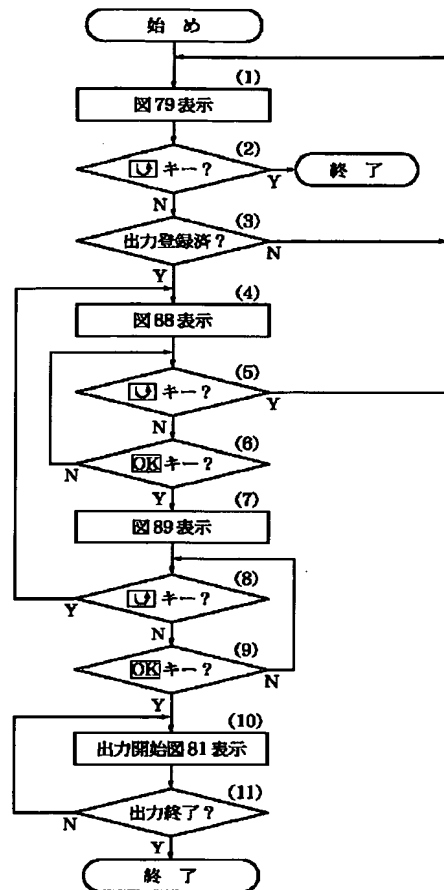 始め
(1)
図79表示
(2)
キー?
Y
終了
N
(3)
出力登録済?
N
Y
(4)
図88表示
(5)
キー?
Y
N
(6)
OKキー?
N
Y
(7)
図89表示
(8)
キー?
Y
N
(9)
OKキー?
N
Y
(10)
出力開始図81表示
(11)
出力終了?
N
Y
終了